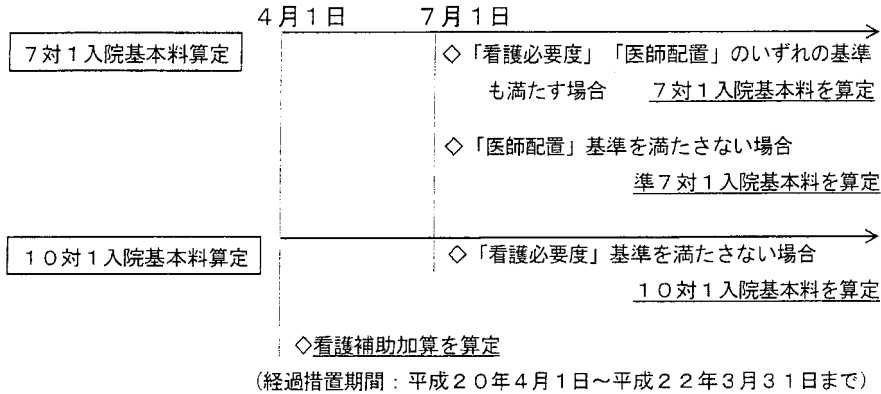 ４月１日　７月１日
７対１入院基本料算定
◇「看護必要度」「医師配置」のいずれの基準
も満たす場合　７対１入院基本料を算定
◇「医師配置」基準を満たさない場合
準７対１入院基本料を算定
１０対１入院基本料算定
◇「看護必要度」基準を満たさない場合
１０対１入院基本料を算定
◇看護補助加算を算定
（経過措置期間：平成２０年４月１日～平成２２年３月３１日まで）